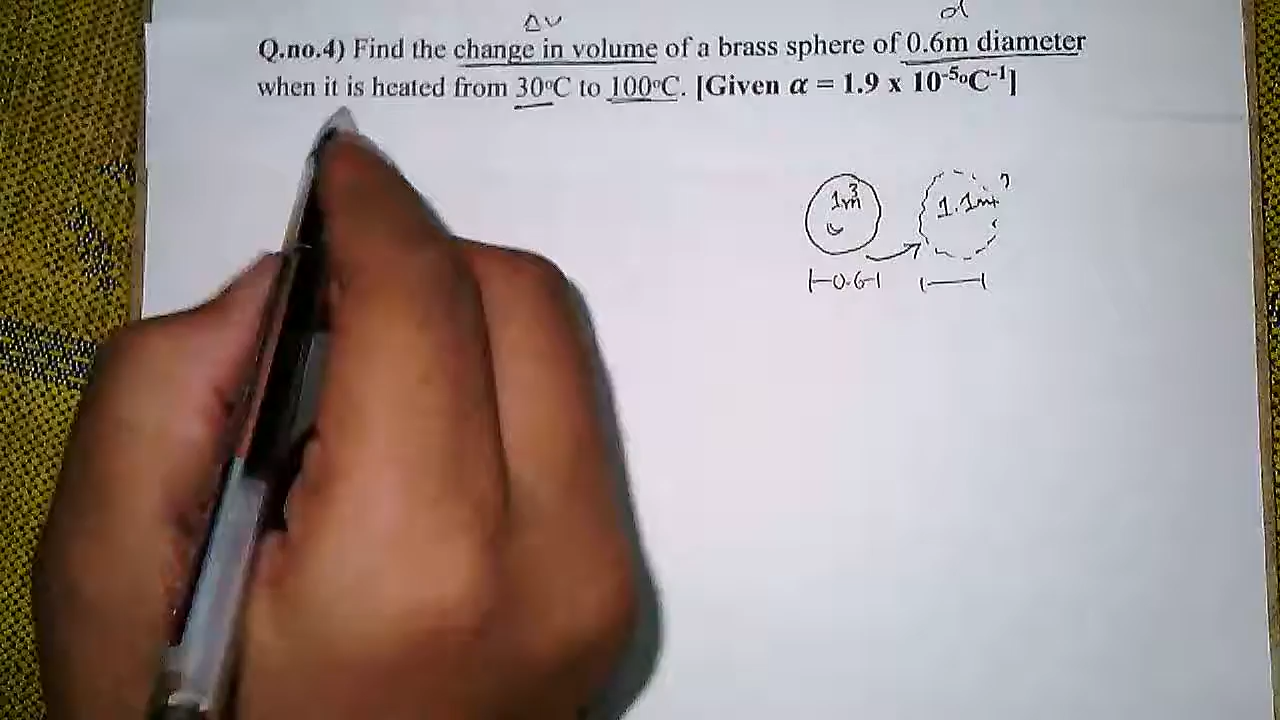 ΔV
d
Q.no.4) Find the change in volume of a brass sphere of 0.6m diameter
when it is heated from 30°C to 100°C. [Given α = 1.9 x 10⁻⁵°C⁻¹]
1m³
1.1m
0.6